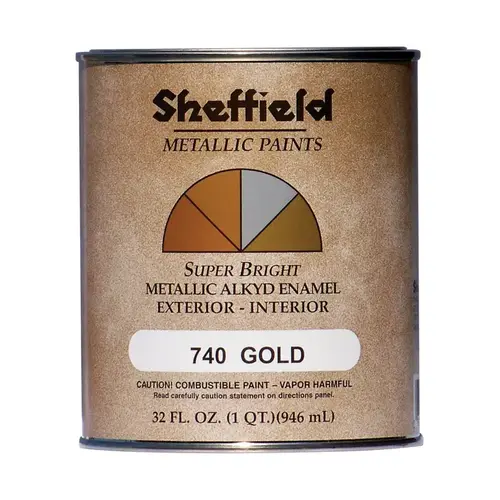 Sheffield
METALLIC PAINTS
SUPER BRIGHT
METALLIC ALKYD ENAMEL
EXTERIOR - INTERIOR
740 GOLD
CAUTION! COMBUSTIBLE PAINT – VAPOR HARMFUL
Read carefully caution statement on directions panel.
32 FL. OZ. (1 QT.)(946 mL)